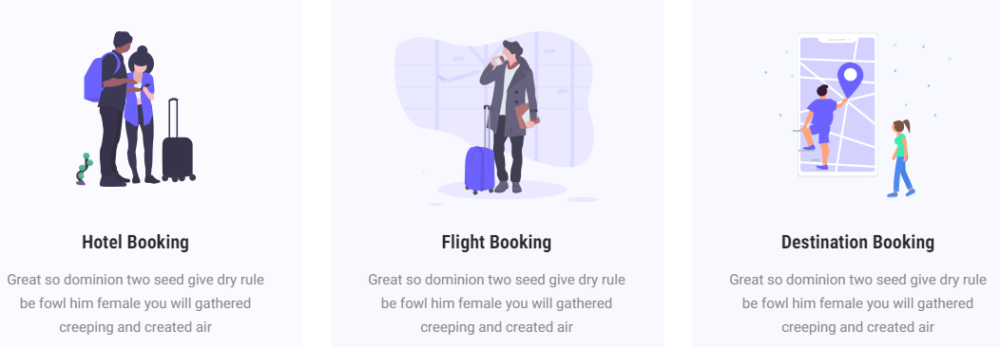 Hotel Booking
Great so dominion two seed give dry rule
be fowl him female you will gathered
creeping and created air
Flight Booking
Great so dominion two seed give dry rule
be fowl him female you will gathered
creeping and created air
Destination Booking
Great so dominion two seed give dry rule
be fowl him female you will gathered
creeping and created air